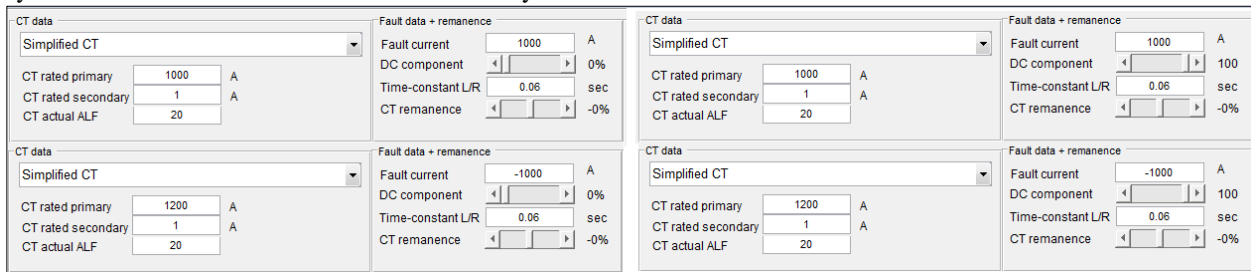 CT data Fault data + remanence CT data Fault data + remanence
Simplified CT Fault current 1000 A Simplified CT Fault current 1000 A
DC component 0% DC component 100
CT rated primary 1000 A Time-constant L/R 0.06 sec CT rated primary 1000 A Time-constant L/R 0.06 sec
CT rated secondary 1 A CT remanence -0% CT rated secondary 1 A CT remanence -0%
CT actual ALF 20 CT actual ALF 20
CT data Fault data + remanence CT data Fault data + remanence
Simplified CT Fault current -1000 A Simplified CT Fault current -1000 A
DC component 0% DC component 100
CT rated primary 1200 A Time-constant L/R 0.06 sec CT rated primary 1200 A Time-constant L/R 0.06 sec
CT rated secondary 1 A CT remanence -0% CT rated secondary 1 A CT remanence -0%
CT actual ALF 20 CT actual ALF 20